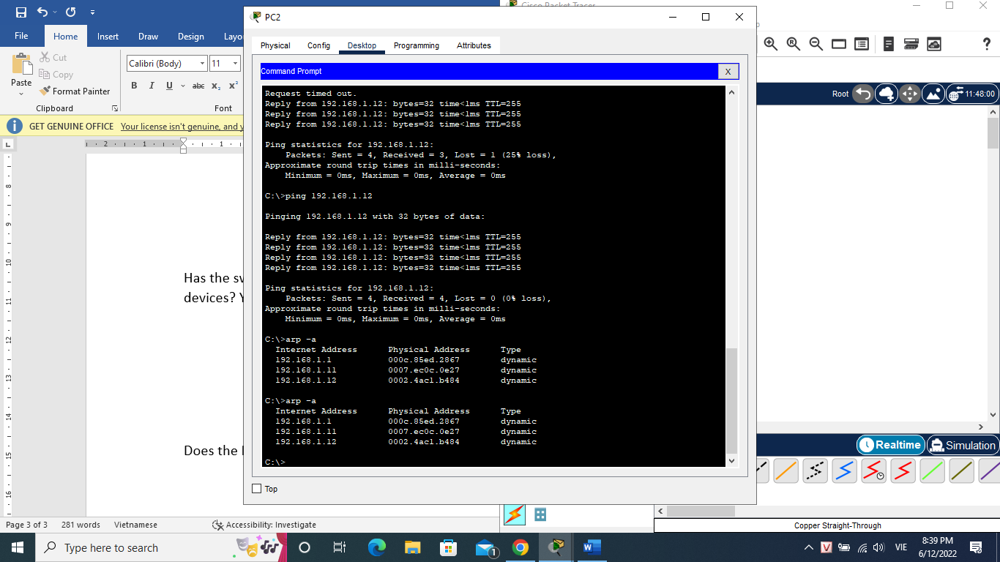 Cisco Packet Tracer
PC2
File
Home
Insert
Draw
Design
Layou
Physical
Config
Desktop
Programming
Attributes
Cut
Copy
Paste
Format Painter
Clipboard
Calibri (Body)
11
B I U abc x₂ x²
Font
Command Prompt
X
Root
11:48:00
GET GENUINE OFFICE Your license isn't genuine, and y
L
2 1 1
8
9
10
11
12
13
14
15
16
Has the sw
devices? Y
Does the
Request timed out.
Reply from 192.168.1.12: bytes=32 time<1ms TTL=255
Reply from 192.168.1.12: bytes=32 time<1ms TTL=255
Reply from 192.168.1.12: bytes=32 time<1ms TTL=255
Ping statistics for 192.168.1.12:
Packets: Sent = 4, Received = 3, Lost = 1 (25% loss),
Approximate round trip times in milli-seconds:
Minimum = 0ms, Maximum = 0ms, Average = 0ms
C:\>ping 192.168.1.12
Pinging 192.168.1.12 with 32 bytes of data:
Reply from 192.168.1.12: bytes=32 time<1ms TTL=255
Reply from 192.168.1.12: bytes=32 time<1ms TTL=255
Reply from 192.168.1.12: bytes=32 time<1ms TTL=255
Reply from 192.168.1.12: bytes=32 time<1ms TTL=255
Ping statistics for 192.168.1.12:
Packets: Sent = 4, Received = 4, Lost = 0 (0% loss),
Approximate round trip times in milli-seconds:
Minimum = 0ms, Maximum = 0ms, Average = 0ms
C:\>arp -a
Internet Address Physical Address Type
192.168.1.1 000c.85ed.2867 dynamic
192.168.1.11 0007.ec0c.0e27 dynamic
192.168.1.12 0002.4ac1.b484 dynamic
C:\>arp -a
Internet Address Physical Address Type
192.168.1.1 000c.85ed.2867 dynamic
192.168.1.11 0007.ec0c.0e27 dynamic
192.168.1.12 0002.4ac1.b484 dynamic
C:\>
Top
Realtime
Simulation
Copper Straight-Through
Page 3 of 3
281 words
Vietnamese
Accessibility: Investigate
Type here to search
1
V
VIE
8:39 PM
6/12/2022